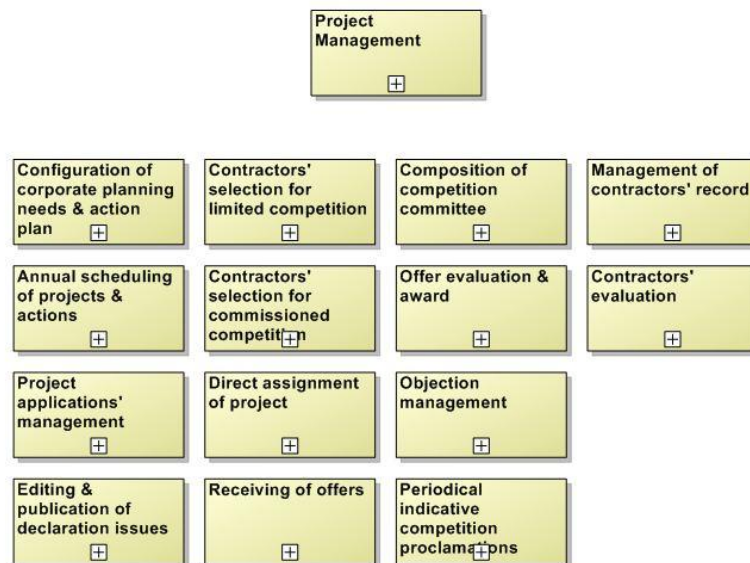 Project
Management
Configuration of
corporate planning
needs & action
plan
Contractors'
selection for
limited competition
Composition of
competition
committee
Management of
contractors' record
Annual scheduling
of projects &
actions
Contractors'
selection for
commissioned
competition
Offer evaluation &
award
Contractors'
evaluation
Project
applications'
management
Direct assignment
of project
Objection
management
Editing &
publication of
declaration issues
Receiving of offers
Periodical
indicative
competition
proclamations